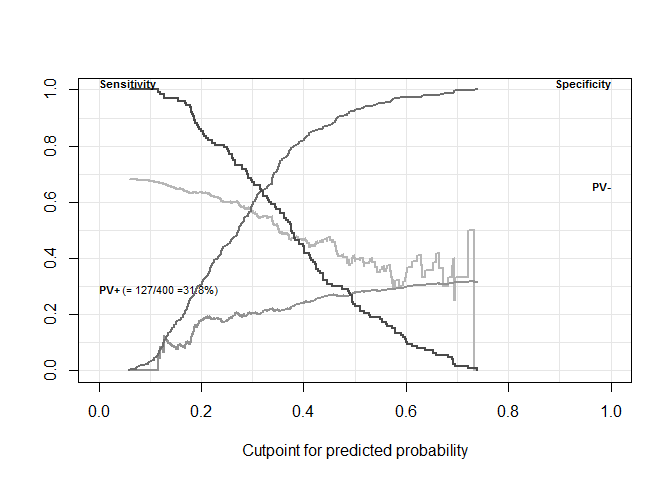 Sensitivity
Specificity
PV-
PV+ (= 127/400 =31.8%)
0.0 0.2 0.4 0.6 0.8 1.0
0.0 0.2 0.4 0.6 0.8 1.0
Cutpoint for predicted probability